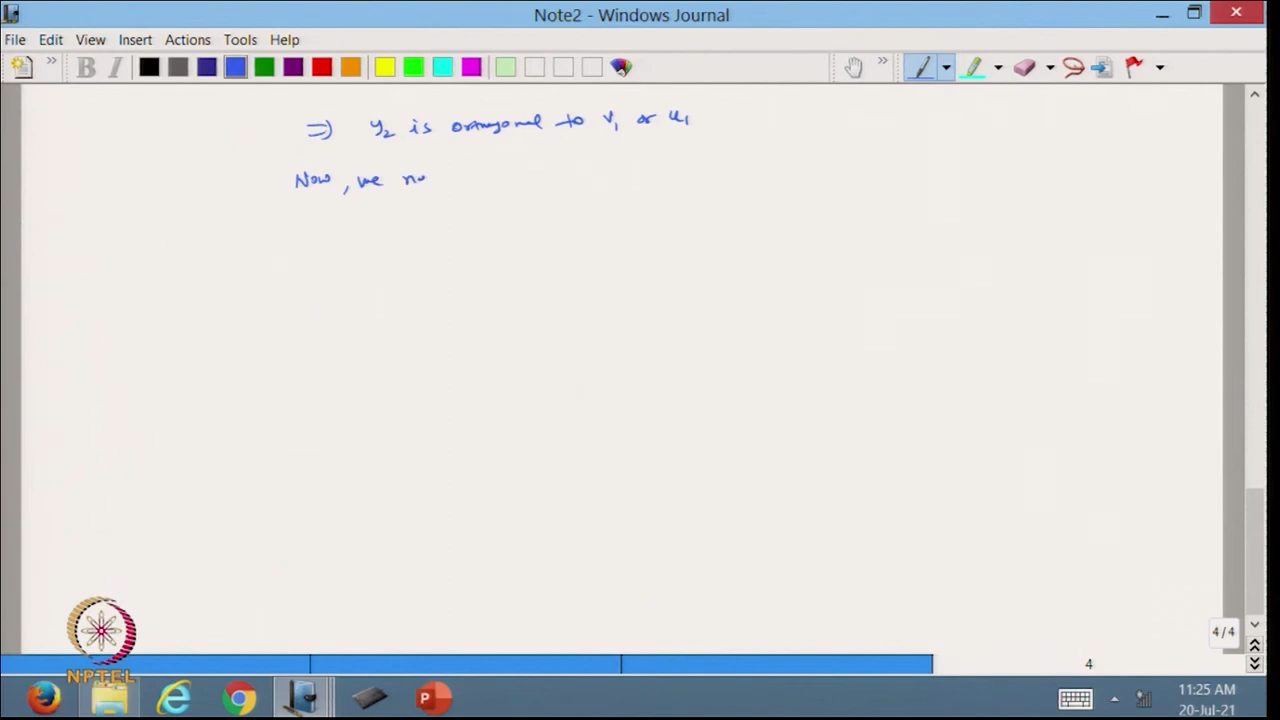 Note2 - Windows Journal
File Edit View Insert Actions Tools Help
B I
⇒ y₂ is orthogonal to v₁ or u₁
Now, we no
4 / 4
4
NPTEL
11:25 AM
20-Jul-21